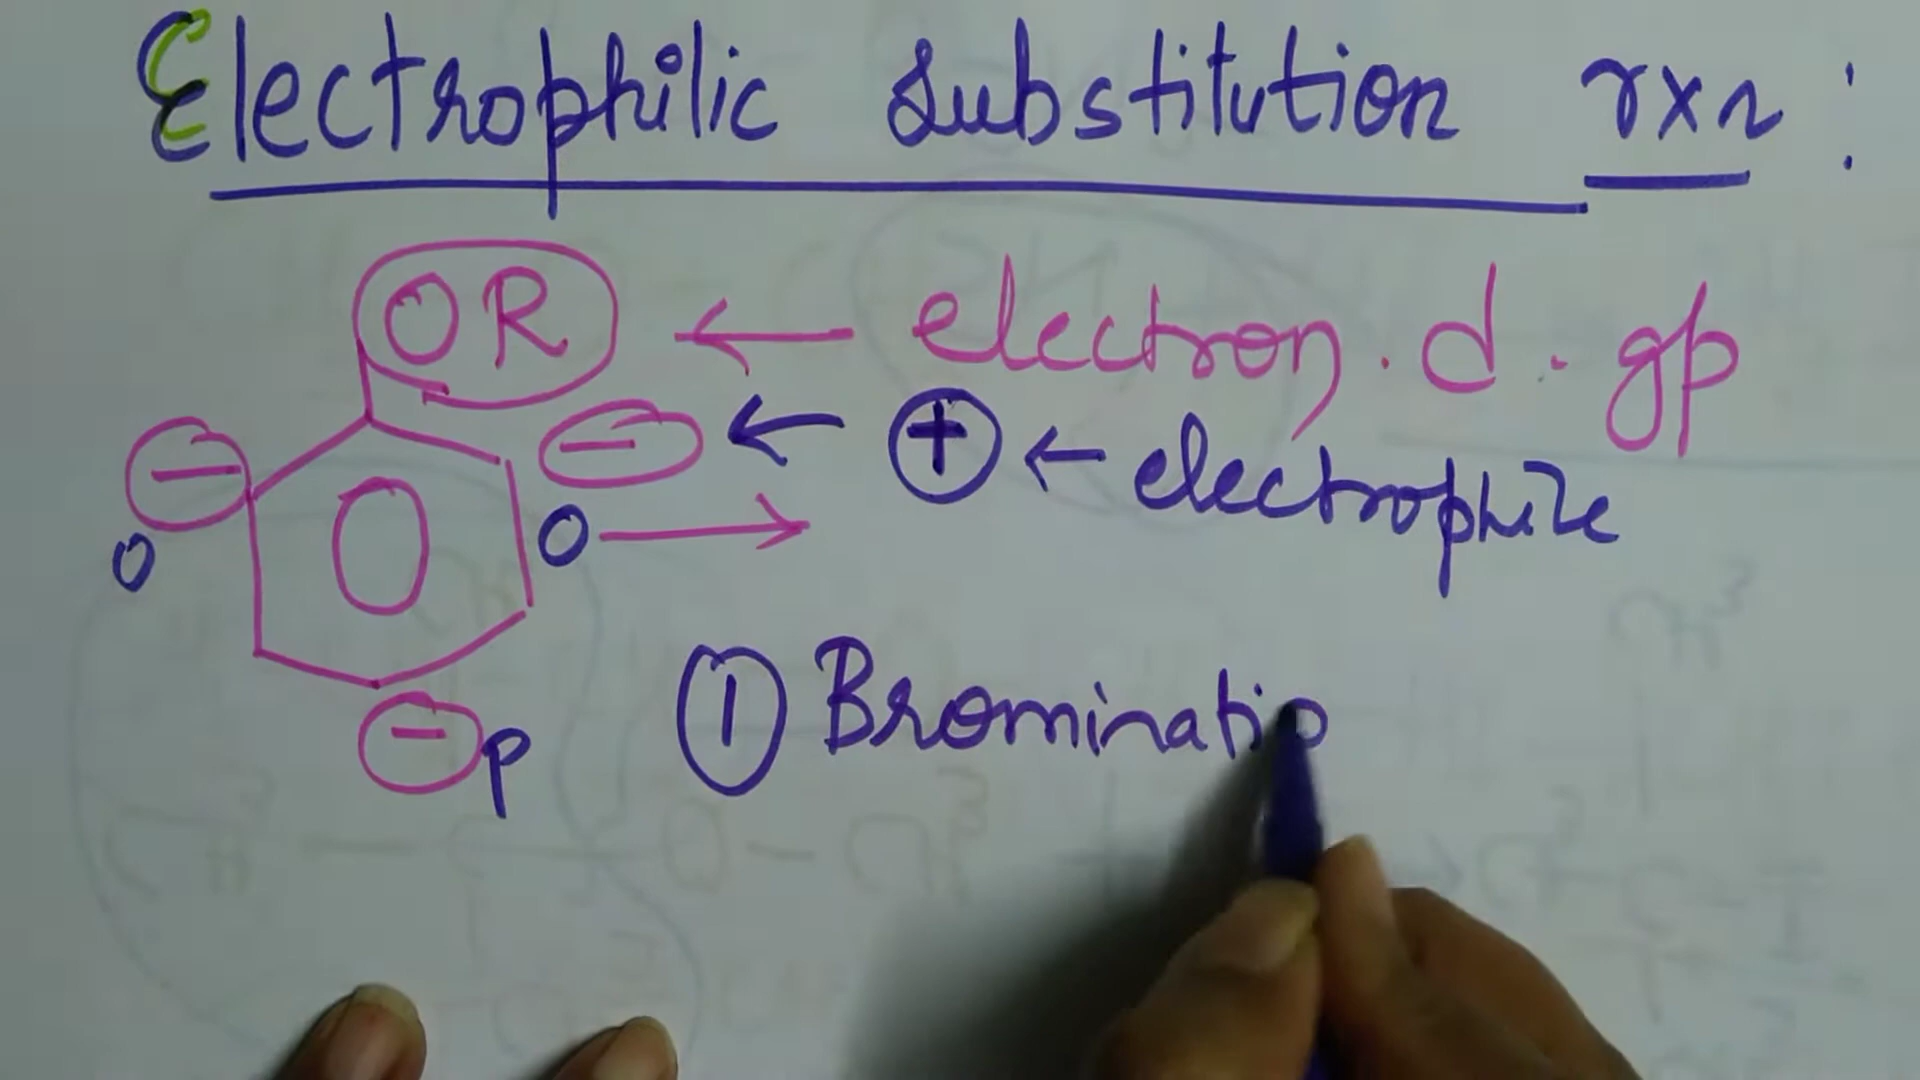 Electrophilic substitution rxn :
OR ← electron. d. gp
- - ← + ← electrophile
O O →
- p
1 Brominatio